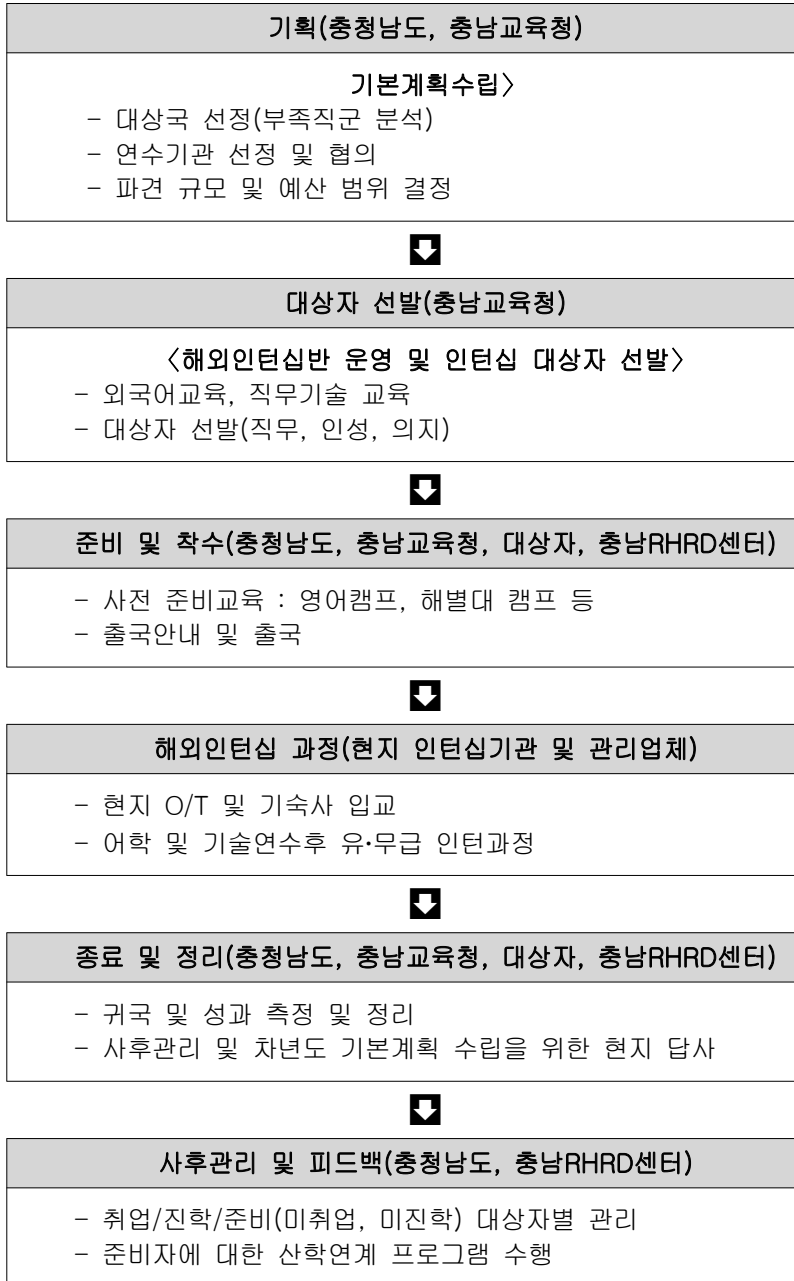 기획(충청남도, 충남교육청)
기본계획수립〉
- 대상국 선정(부족직군 분석)
- 연수기관 선정 및 협의
- 파견 규모 및 예산 범위 결정
대상자 선발(충남교육청)
〈해외인턴십반 운영 및 인턴십 대상자 선발〉
- 외국어교육, 직무기술 교육
- 대상자 선발(직무, 인성, 의지)
준비 및 착수(충청남도, 충남교육청, 대상자, 충남RHRD센터)
- 사전 준비교육 : 영어캠프, 해별대 캠프 등
- 출국안내 및 출국
해외인턴십 과정(현지 인턴십기관 및 관리업체)
- 현지 O/T 및 기숙사 입교
- 어학 및 기술연수후 유·무급 인턴과정
종료 및 정리(충청남도, 충남교육청, 대상자, 충남RHRD센터)
- 귀국 및 성과 측정 및 정리
- 사후관리 및 차년도 기본계획 수립을 위한 현지 답사
사후관리 및 피드백(충청남도, 충남RHRD센터)
- 취업/진학/준비(미취업, 미진학) 대상자별 관리
- 준비자에 대한 산학연계 프로그램 수행